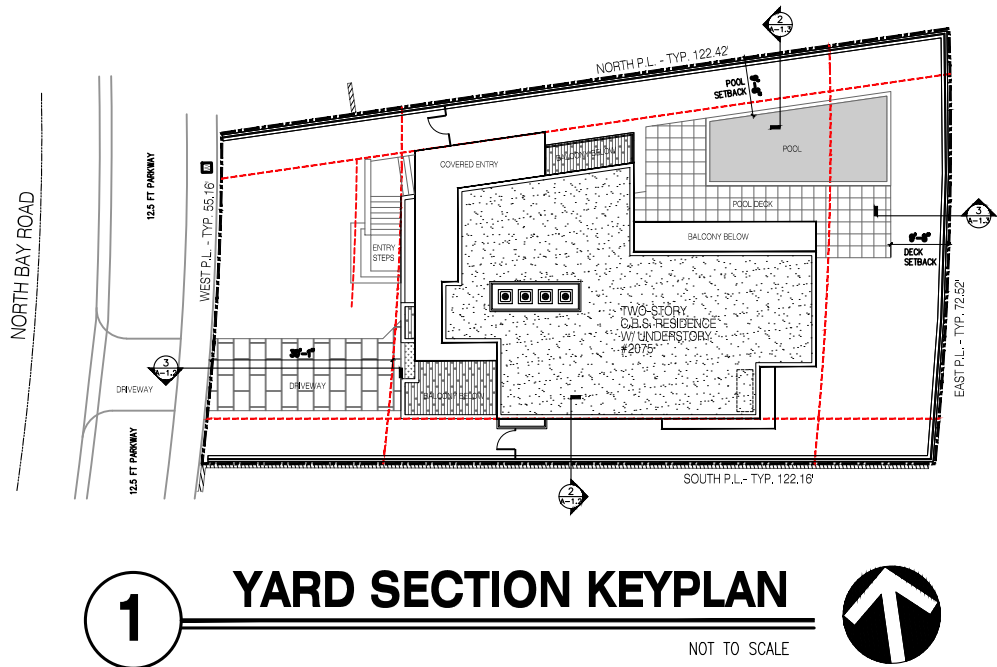 2
A-1.3
NORTH P.L. - TYP. 122.42'
POOL
SETBACK
POOL
COVERED ENTRY
BALCONY BELOW
12.5 FT PARKWAY
W
WEST P.L. - TYP. 55.16'
NORTH BAY ROAD
POOL DECK
3
A-1.3
BALCONY BELOW
ENTRY
STEPS
DECK
SETBACK
TWO-STORY
C.B.S. RESIDENCE
W/ UNDERSTORY
#2075
EAST P.L. - TYP. 72.52'
3
A-1.2
DRIVEWAY
DRIVEWAY
BALCONY BELOW
12.5 FT PARKWAY
SOUTH P.L.- TYP. 122.16'
2
A-1.2
1
YARD SECTION KEYPLAN
NOT TO SCALE